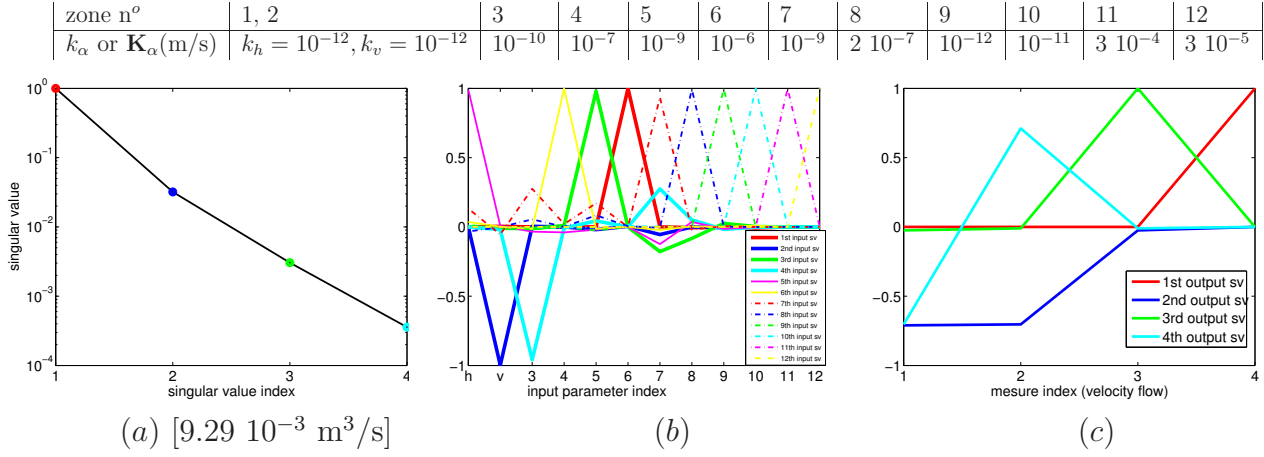 zone nᵒ 1, 2 3 4 5 6 7 8 9 10 11 12
k_α or K_α(m/s) k_h = 10⁻¹², k_v = 10⁻¹² 10⁻¹⁰ 10⁻⁷ 10⁻⁹ 10⁻⁶ 10⁻⁹ 2 10⁻⁷ 10⁻¹² 10⁻¹¹ 3 10⁻⁴ 3 10⁻⁵
10⁰
10⁻¹
10⁻²
10⁻³
10⁻⁴
singular value
1 2 3 4
singular value index
(a) [9.29 10⁻³ m³/s]
1
0.5
0
−0.5
−1
h v 3 4 5 6 7 8 9 10 11 12
input parameter index
1st input sv
2nd input sv
3rd input sv
4th input sv
5th input sv
6th input sv
7th input sv
8th input sv
9th input sv
10th input sv
11th input sv
12th input sv
(b)
1
0.5
0
−0.5
−1
1 2 3 4
mesure index (velocity flow)
1st output sv
2nd output sv
3rd output sv
4th output sv
(c)